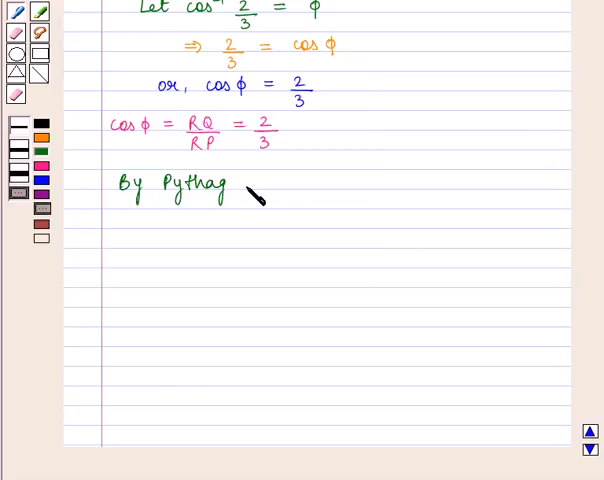 Let cos⁻¹ 2/3 = ϕ
⇒ 2/3 = cos ϕ
or, cos ϕ = 2/3
cos ϕ = RQ/RP = 2/3
By Pythag